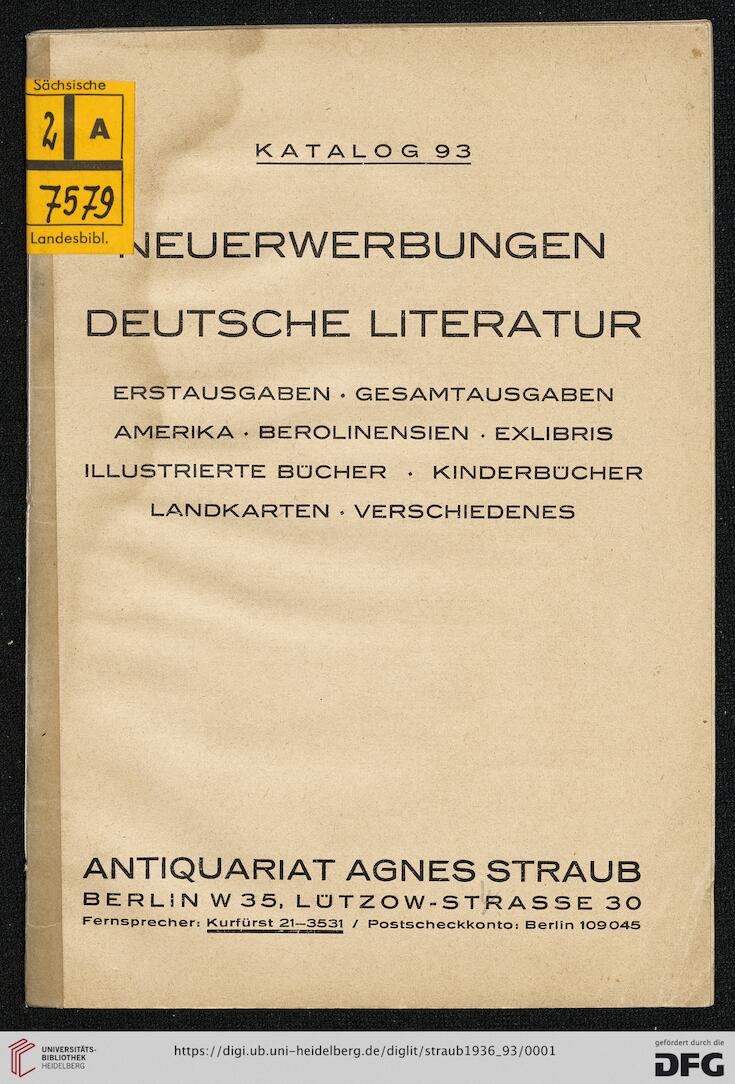 Sächsische
2 A
7579
Landesbibl.
KATALOG 93
NEUERWERBUNGEN
DEUTSCHE LITERATUR
ERSTAUSGABEN · GESAMTAUSGABEN
AMERIKA · BEROLINENSIEN · EXLIBRIS
ILLUSTRIERTE BÜCHER · KINDERBÜCHER
LANDKARTEN · VERSCHIEDENES
ANTIQUARIAT AGNES STRAUB
BERLIN W 35, LÜTZOW-STRASSE 30
Fernsprecher: Kurfürst 21—3531 / Postscheckkonto: Berlin 109045
UNIVERSITÄTS-
BIBLIOTHEK
HEIDELBERG
https://digi.ub.uni-heidelberg.de/diglit/straub1936_93/0001
gefördert durch die
DFG